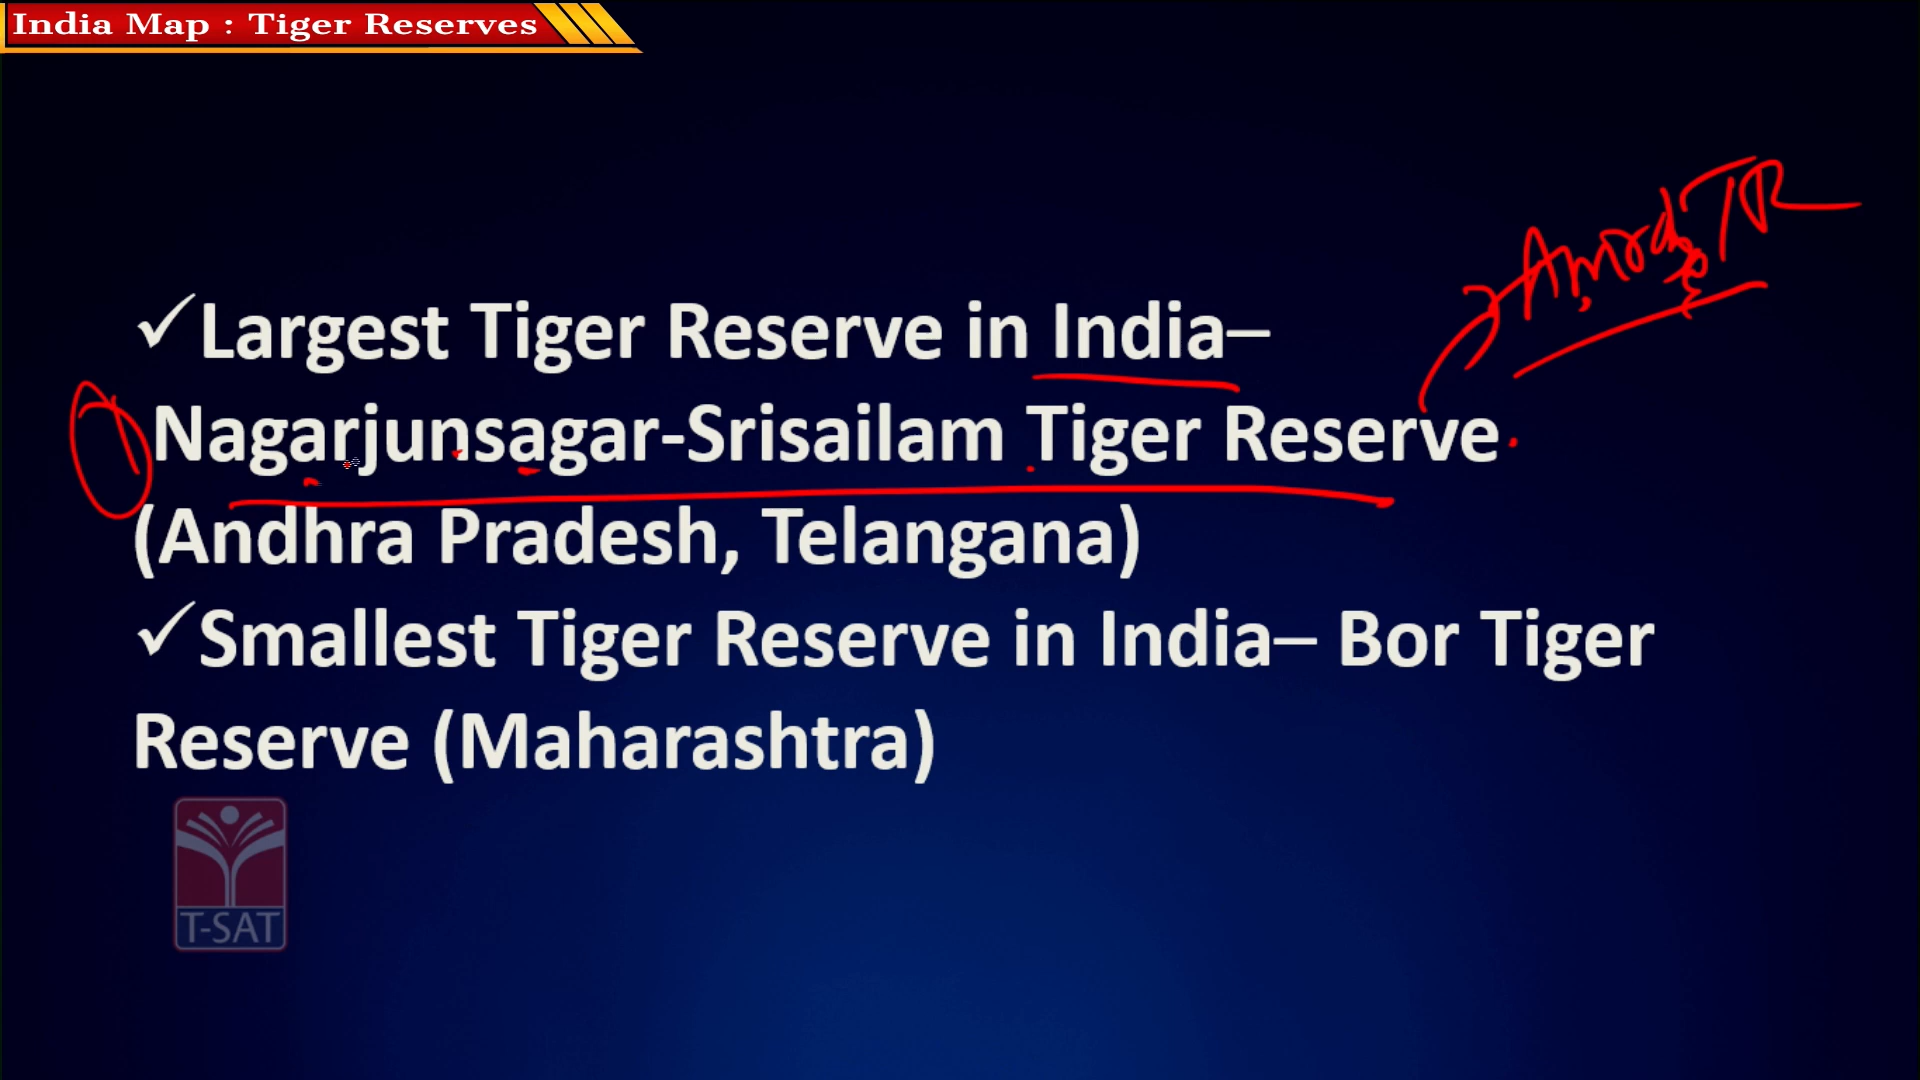 India Map : Tiger Reserves
✓Largest Tiger Reserve in India–
Nagarjunsagar-Srisailam Tiger Reserve
(Andhra Pradesh, Telangana)
✓Smallest Tiger Reserve in India– Bor Tiger
Reserve (Maharashtra)
T-SAT
TR